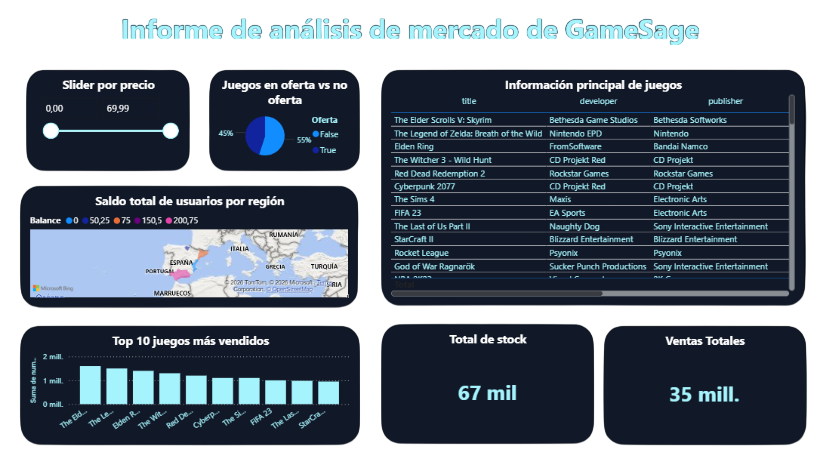 Informe de análisis de mercado de GameSage
Slider por precio
0,00 69,99
Juegos en oferta vs no
oferta
45%
55%
Oferta
False
True
Información principal de juegos
title developer publisher
The Elder Scrolls V: Skyrim Bethesda Game Studios Bethesda Softworks
The Legend of Zelda: Breath of the Wild Nintendo EPD Nintendo
Elden Ring FromSoftware Bandai Namco
The Witcher 3 - Wild Hunt CD Projekt Red CD Projekt
Red Dead Redemption 2 Rockstar Games Rockstar Games
Cyberpunk 2077 CD Projekt Red CD Projekt
The Sims 4 Maxis Electronic Arts
FIFA 23 EA Sports Electronic Arts
The Last of Us Part II Naughty Dog Sony Interactive Entertainment
StarCraft II Blizzard Entertainment Blizzard Entertainment
Rocket League Psyonix Psyonix
God of War Ragnarök Sucker Punch Productions Sony Interactive Entertainment
Saldo total de usuarios por región
Balance 0 50,25 75 150,5 200,75
RUMANIA
ITALIA
ESPAÑA
PORTUGAL
GRECIA
TURQUÍA
MARRUECOS
Microsoft Bing
© 2026 TomTom, © 2026 Microsoft
Corporation, © OpenStreetMap
Top 10 juegos más vendidos
Suma de num...
2 mill.
1 mill.
0 mill.
The Eld... The Le... Elden R... The Wit... Red De... Cyberp... The Si... FIFA 23 The Las... StarCra...
Total de stock
67 mil
Ventas Totales
35 mill.